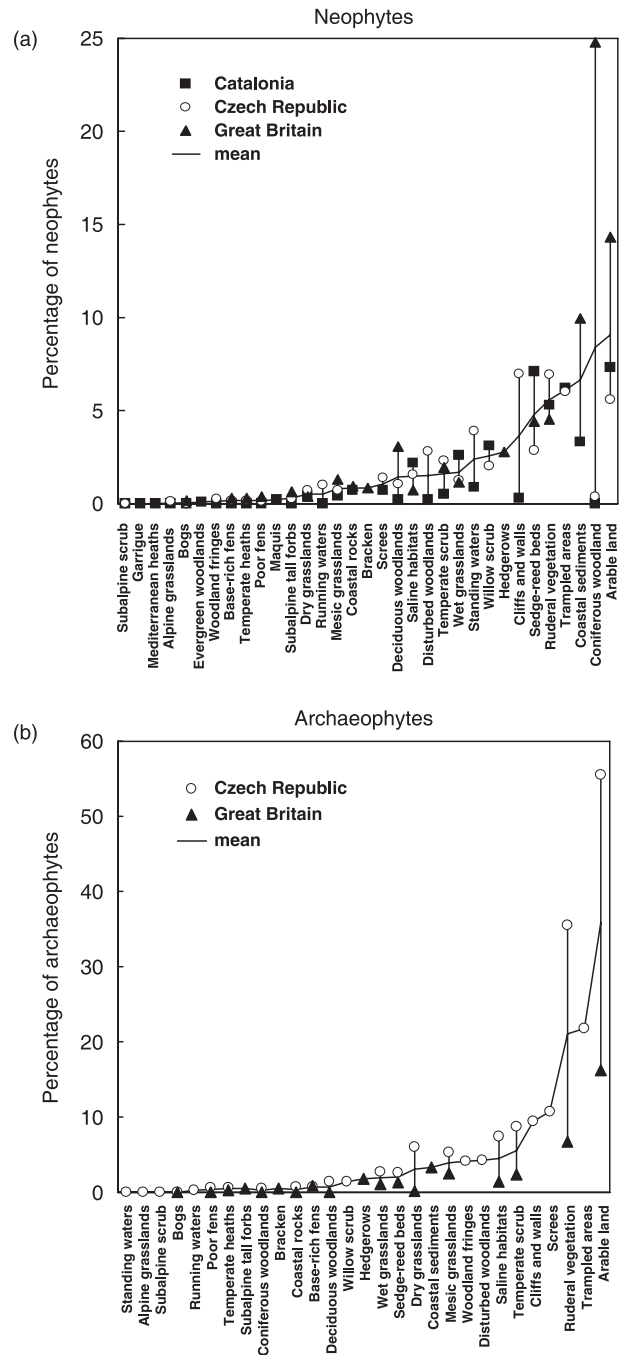 Neophytes
(a)
25
20
15
10
5
0
Percentage of neophytes
Catalonia
Czech Republic
Great Britain
mean
Subalpine scrub
Garrigue
Mediterranean heaths
Alpine grasslands
Bogs
Evergreen woodlands
Woodland fringes
Base-rich fens
Temperate heaths
Poor fens
Maquis
Subalpine tall forbs
Dry grasslands
Running waters
Mesic grasslands
Coastal rocks
Bracken
Screes
Deciduous woodlands
Saline habitats
Disturbed woodlands
Temperate scrub
Wet grasslands
Standing waters
Willow scrub
Hedgerows
Cliffs and walls
Sedge-reed beds
Ruderal vegetation
Trampled areas
Coastal sediments
Coniferous woodland
Arable land
Archaeophytes
(b)
60
50
40
30
20
10
0
Percentage of archaeophytes
Czech Republic
Great Britain
mean
Standing waters
Alpine grasslands
Subalpine scrub
Bogs
Running waters
Poor fens
Temperate heaths
Subalpine tall forbs
Coniferous woodlands
Bracken
Coastal rocks
Base-rich fens
Deciduous woodlands
Willow scrub
Hedgerows
Wet grasslands
Sedge-reed beds
Dry grasslands
Coastal sediments
Mesic grasslands
Woodland fringes
Disturbed woodlands
Saline habitats
Temperate scrub
Cliffs and walls
Screes
Ruderal vegetation
Trampled areas
Arable land